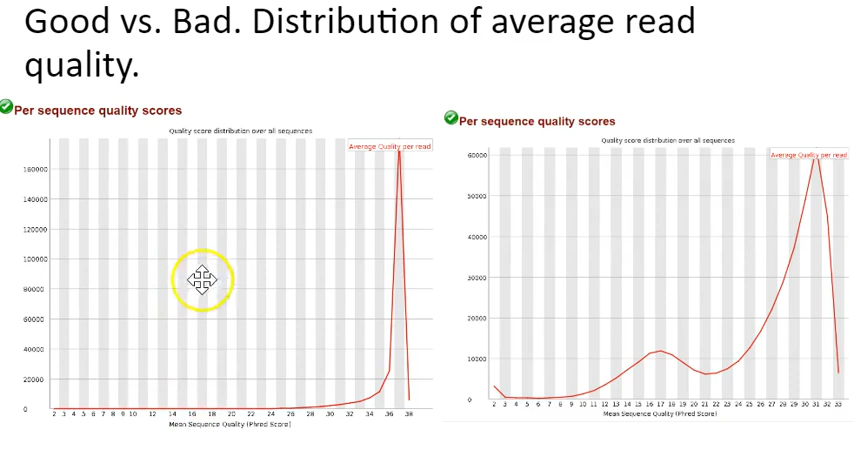 Good vs. Bad. Distribution of average read
quality.
Per sequence quality scores
Quality score distribution over all sequences
Average Quality per read
160000
140000
120000
100000
80000
60000
40000
20000
0
2 3 4 5 6 7 8 9 10 12 14 16 18 20 22 24 26 28 30 32 34 36 38
Mean Sequence Quality (Phred Score)
Per sequence quality scores
Quality score distribution over all sequences
Average Quality per read
60000
50000
40000
30000
20000
10000
0
2 3 4 5 6 7 8 9 10 11 12 13 14 15 16 17 18 19 20 21 22 23 24 25 26 27 28 29 30 31 32 33
Mean Sequence Quality (Phred Score)